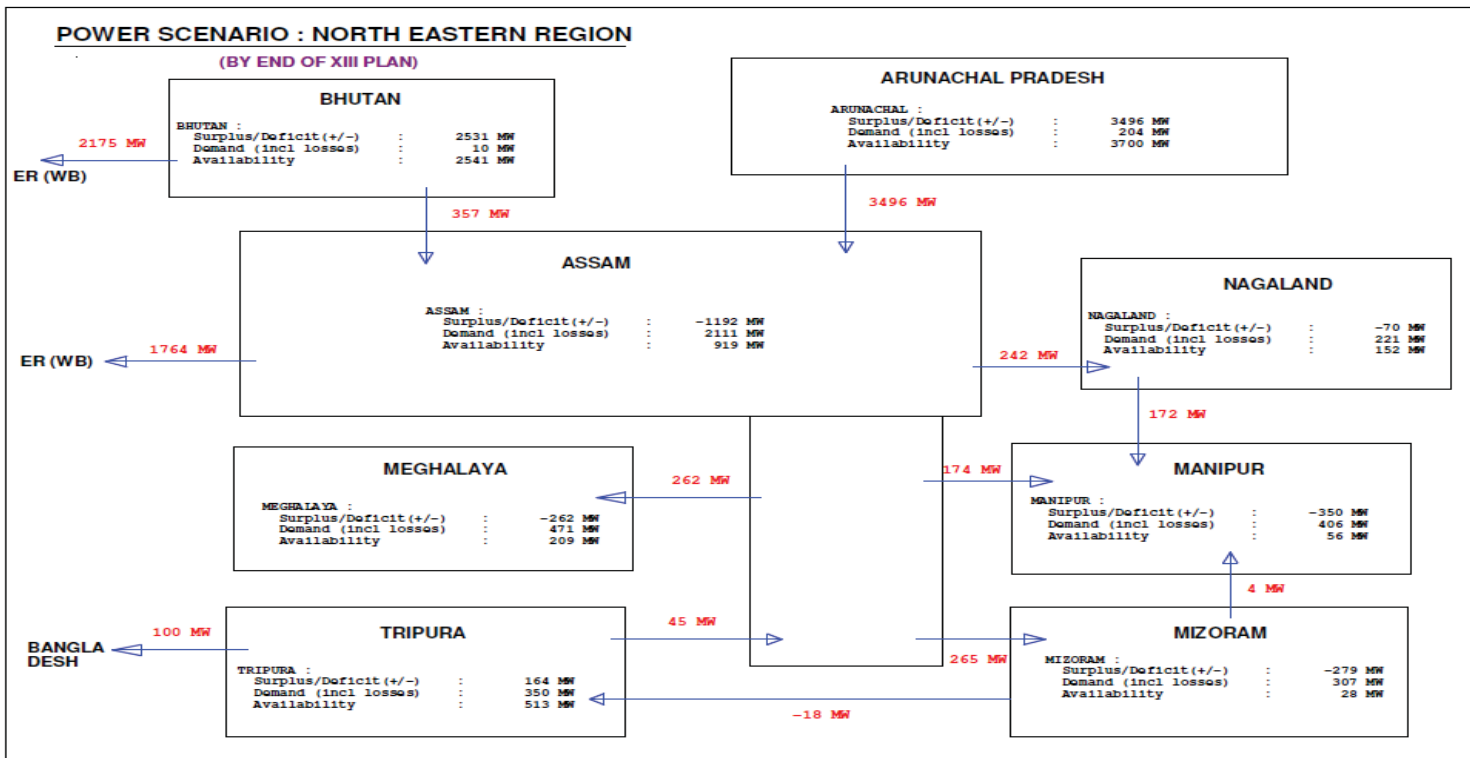 POWER SCENARIO : NORTH EASTERN REGION
(BY END OF XIII PLAN)
BHUTAN
BHUTAN :
Surplus/Deficit(+/-) : 2531 MW
Demand (incl losses) : 10 MW
Availability : 2541 MW
ARUNACHAL PRADESH
ARUNACHAL :
Surplus/Deficit(+/-) : 3496 MW
Demand (incl losses) : 204 MW
Availability : 3700 MW
2175 MW
ER (WB)
357 MW
3496 MW
ASSAM
ASSAM :
Surplus/Deficit(+/-) : -1192 MW
Demand (incl losses) : 2111 MW
Availability : 919 MW
NAGALAND
NAGALAND :
Surplus/Deficit(+/-) : -70 MW
Demand (incl losses) : 221 MW
Availability : 152 MW
1764 MW
ER (WB)
242 MW
172 MW
MEGHALAYA
MEGHALAYA :
Surplus/Deficit(+/-) : -262 MW
Demand (incl losses) : 471 MW
Availability : 209 MW
262 MW
174 MW
MANIPUR
MANIPUR :
Surplus/Deficit(+/-) : -350 MW
Demand (incl losses) : 406 MW
Availability : 56 MW
4 MW
100 MW
BANGLA
DESH
TRIPURA
TRIPURA :
Surplus/Deficit(+/-) : 164 MW
Demand (incl losses) : 350 MW
Availability : 513 MW
45 MW
265 MW
MIZORAM
MIZORAM :
Surplus/Deficit(+/-) : -279 MW
Demand (incl losses) : 307 MW
Availability : 28 MW
-18 MW